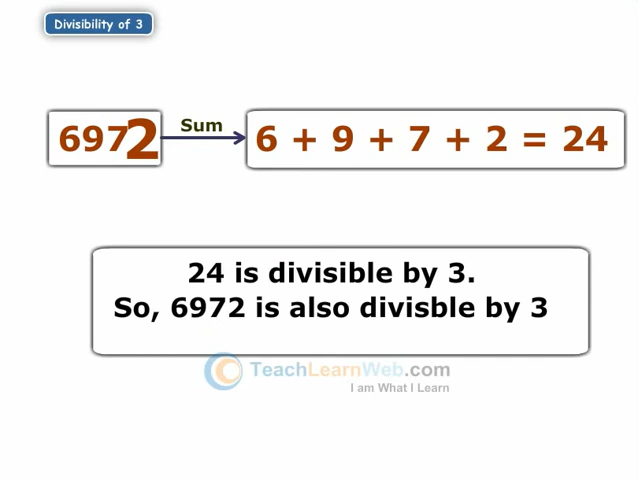 Divisibility of 3
6972
Sum
6 + 9 + 7 + 2 = 24
24 is divisible by 3.
So, 6972 is also divisble by 3
TeachLearnWeb.com
I am What I Learn